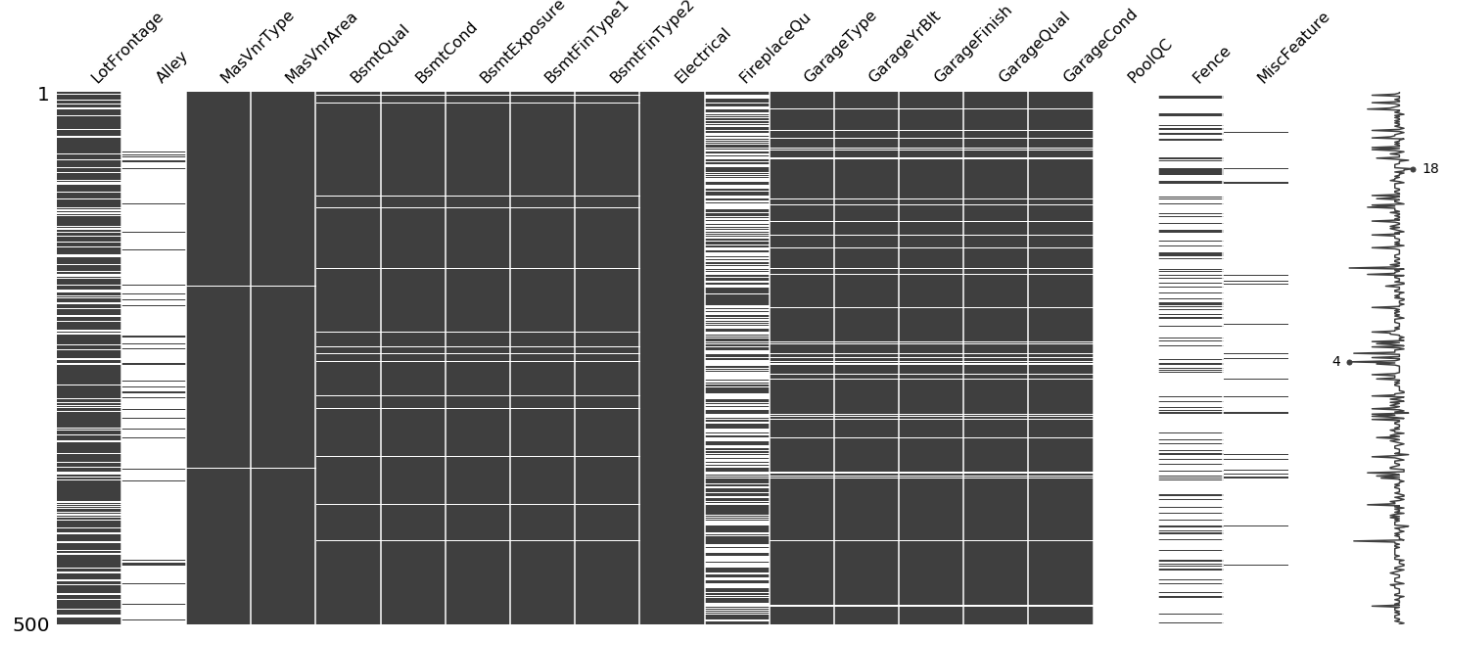 LotFrontage
Alley
MasVnrType
MasVnrArea
BsmtQual
BsmtCond
BsmtExposure
BsmtFinType1
BsmtFinType2
Electrical
FireplaceQu
GarageType
GarageYrBlt
GarageFinish
GarageQual
GarageCond
PoolQC
Fence
MiscFeature
1
18
4
500